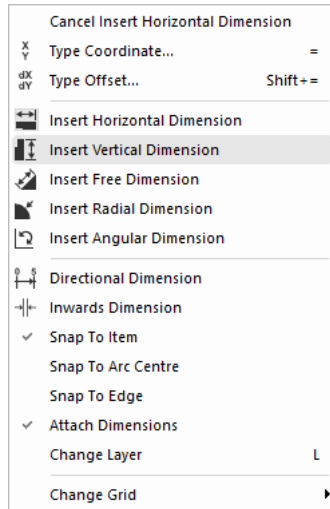 Cancel Insert Horizontal Dimension
X
Y Type Coordinate... =
dX
dY Type Offset... Shift+=
Insert Horizontal Dimension
Insert Vertical Dimension
Insert Free Dimension
Insert Radial Dimension
Insert Angular Dimension
0 5 Directional Dimension
Inwards Dimension
Snap To Item
Snap To Arc Centre
Snap To Edge
Attach Dimensions
Change Layer L
Change Grid